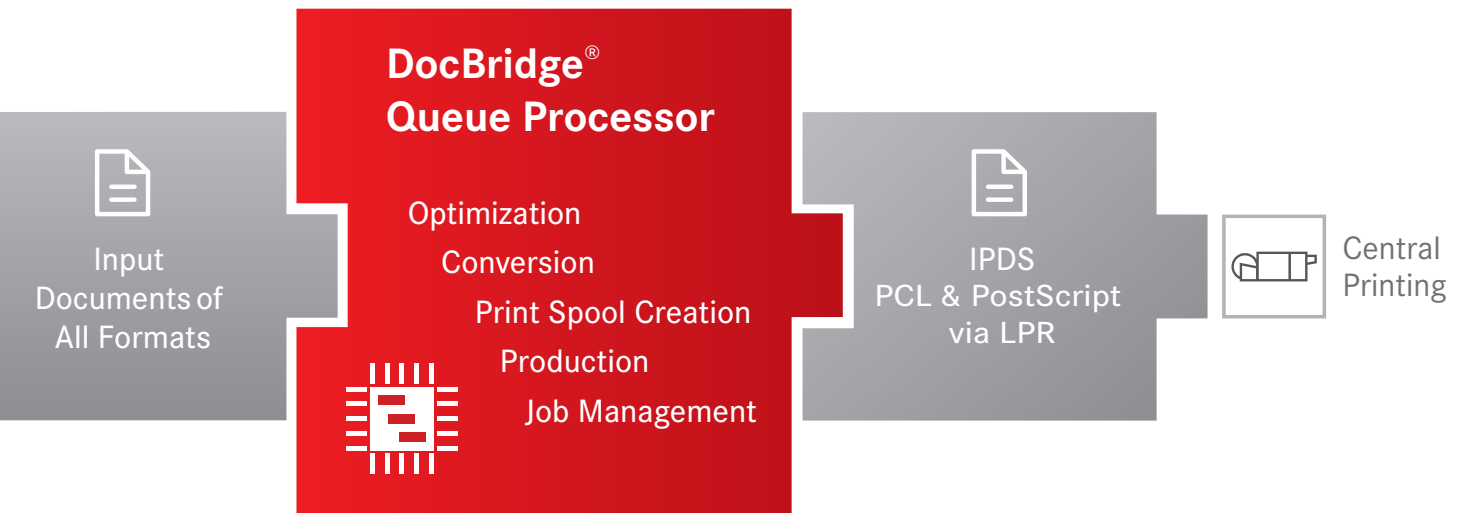 DocBridge®
Queue Processor
Input
Documents of
All Formats
Optimization
Conversion
Print Spool Creation
Production
Job Management
IPDS
PCL & PostScript
via LPR
Central
Printing